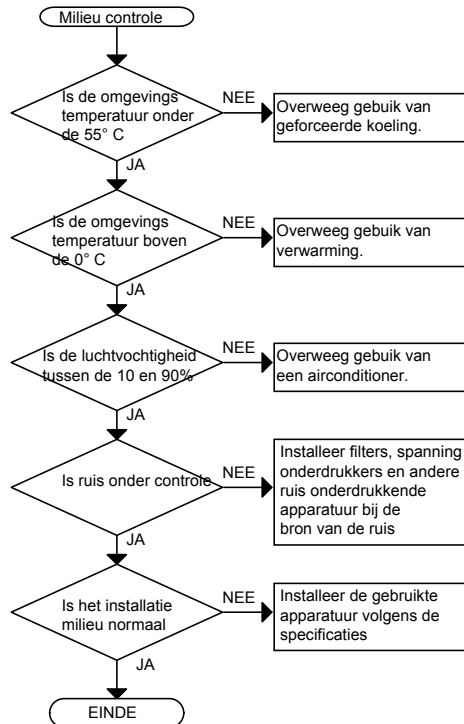 Milieu controle
Is de omgevings
temperatuur onder
de 55° C
NEE
Overweeg gebuik van
geforceerde koeling.
JA
Is de omgevings
temperatuur boven
de 0° C
NEE
Overweeg gebuik van
verwarming.
JA
Is de luchtvochtigheid
tussen de 10 en 90%
NEE
Overweeg gebuik van
een airconditioner.
JA
Is ruis onder controle
NEE
Installeer filters, spanning
onderdrukkers en andere
ruis onderdrukkende
apparatuur bij de
bron van de ruis
JA
Is het installatie
milieu normaal
NEE
Installeer de gebruikte
apparatuur volgens de
specificaties
JA
EINDE